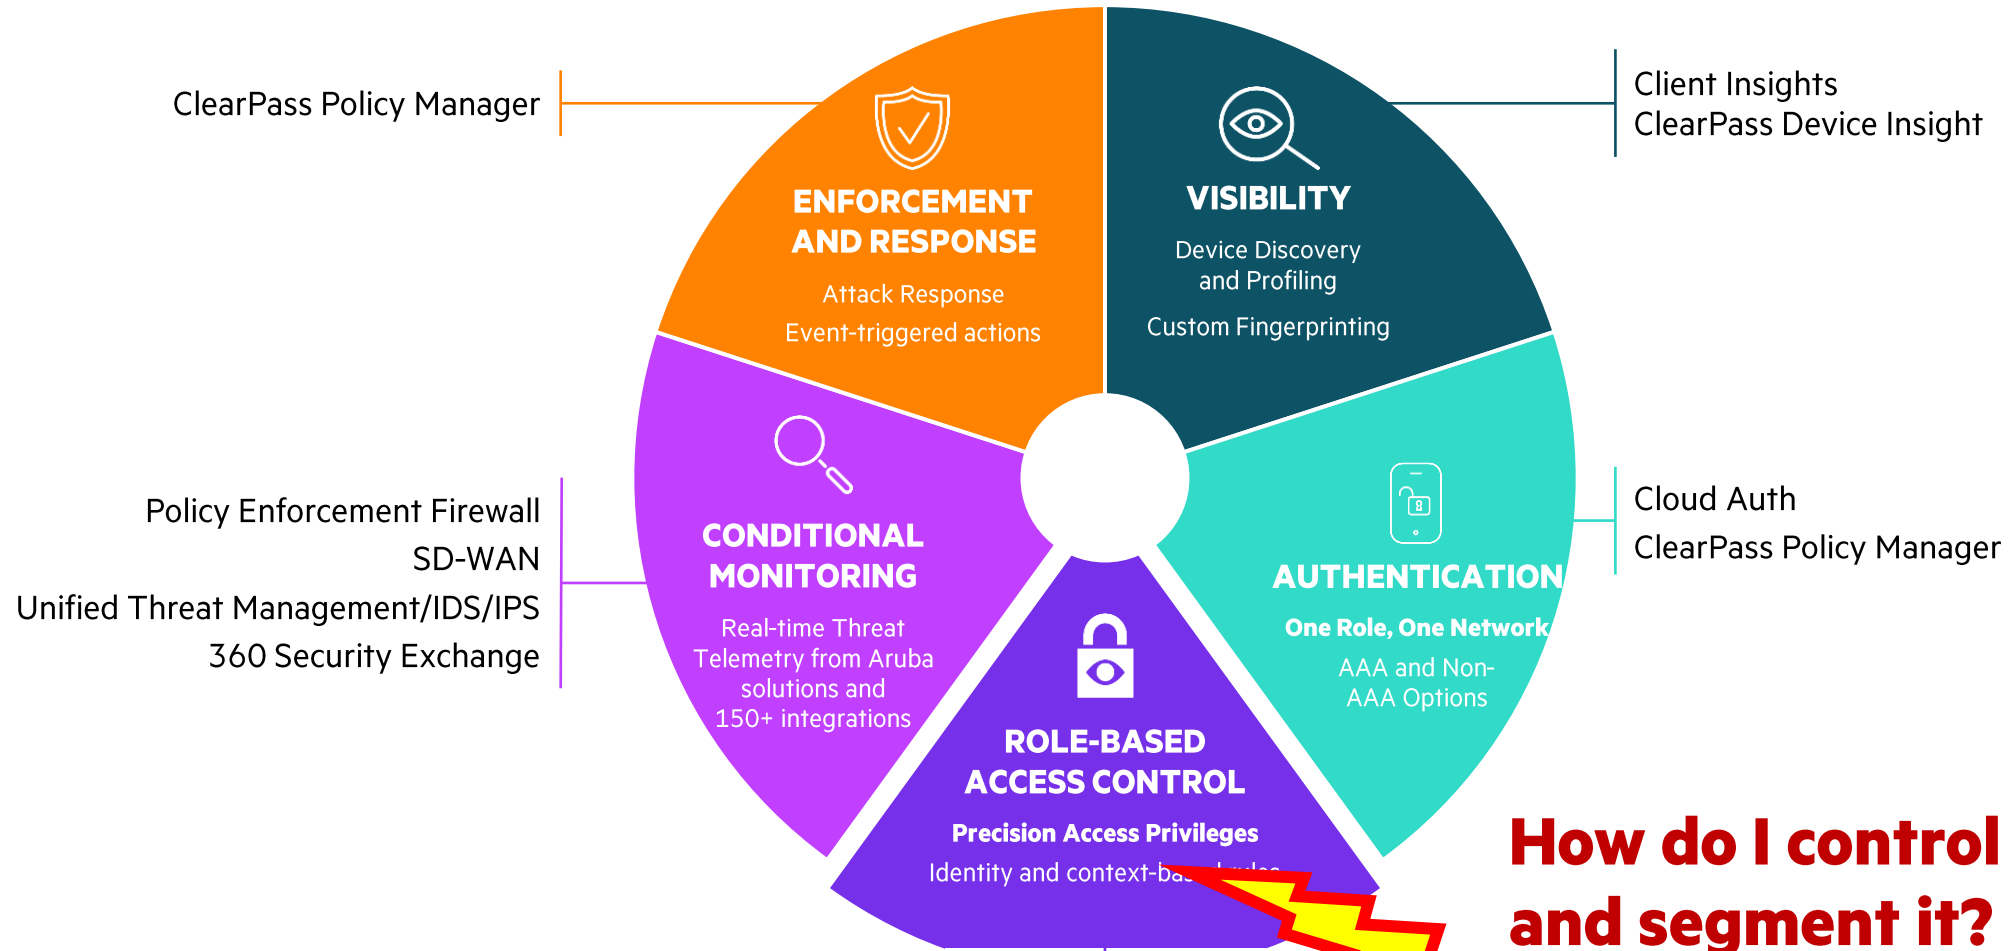 ClearPass Policy Manager
ENFORCEMENT
AND RESPONSE
Attack Response
Event-triggered actions
VISIBILITY
Device Discovery
and Profiling
Custom Fingerprinting
Client Insights
ClearPass Device Insight
Policy Enforcement Firewall
SD-WAN
Unified Threat Management/IDS/IPS
360 Security Exchange
CONDITIONAL
MONITORING
Real-time Threat
Telemetry from Aruba
solutions and
150+ integrations
AUTHENTICATION
One Role, One Network
AAA and Non-
AAA Options
Cloud Auth
ClearPass Policy Manager
ROLE-BASED
ACCESS CONTROL
Precision Access Privileges
Identity and context-based rules
How do I control
and segment it?